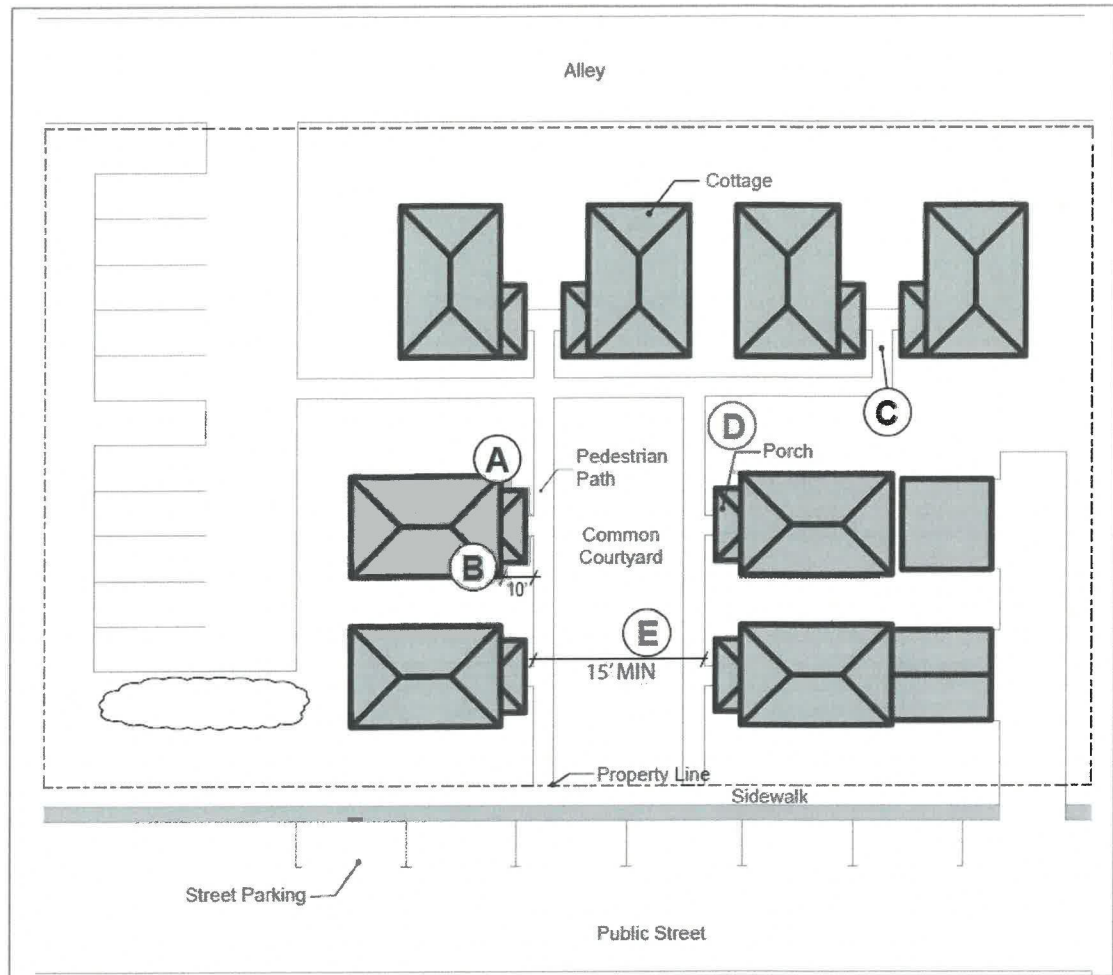 Alley
Cottage
C
A
D
Porch
Pedestrian
Path
Common
Courtyard
B
10'
E
15' MIN
Property Line
Sidewalk
Street Parking
Public Street